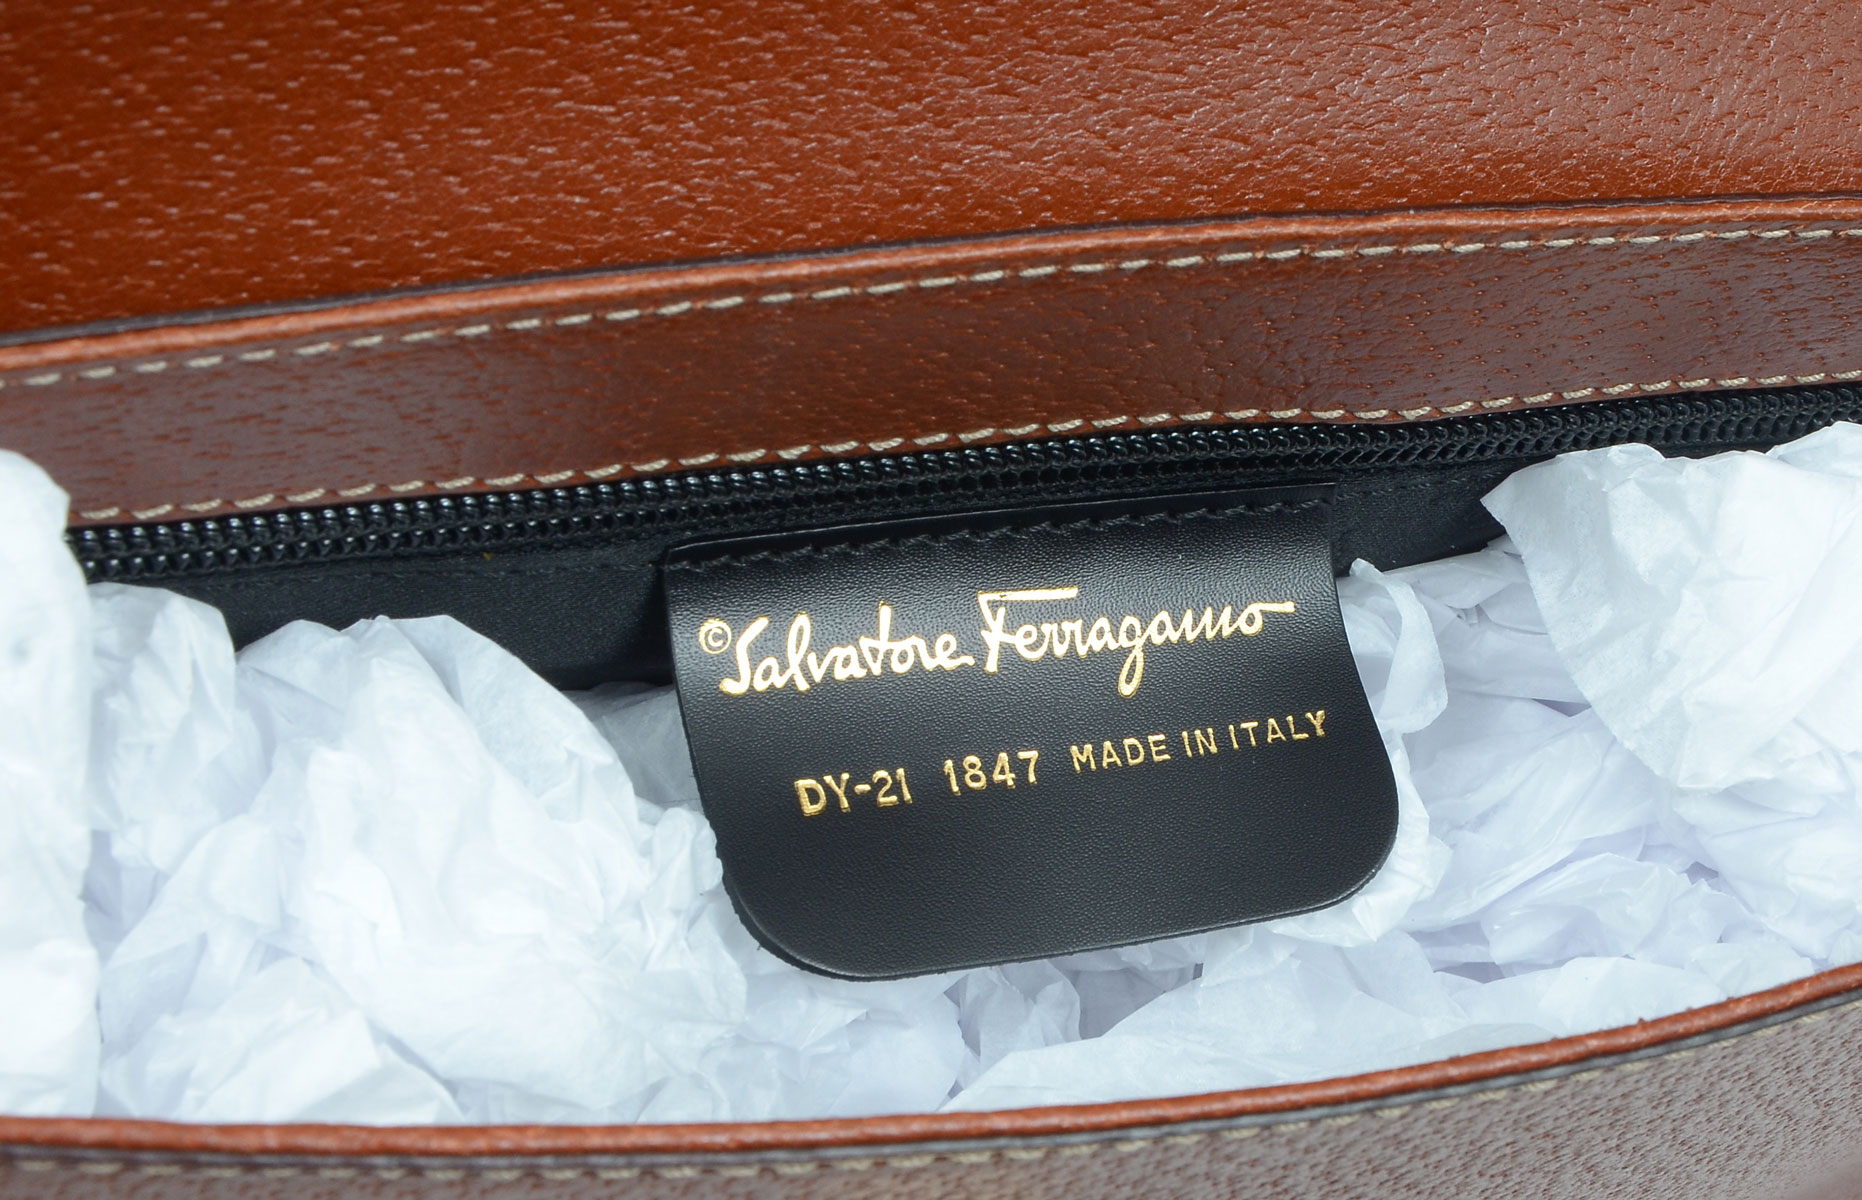 ©Salvatore Ferragamo
DY-21 1847 MADE IN ITALY